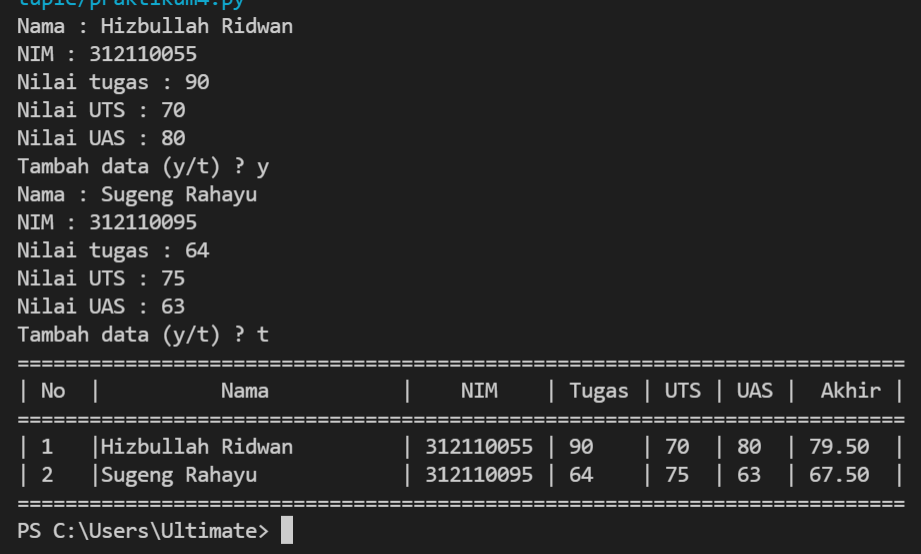 tuple/praktikum4.py
Nama : Hizbullah Ridwan
NIM : 312110055
Nilai tugas : 90
Nilai UTS : 70
Nilai UAS : 80
Tambah data (y/t) ? y
Nama : Sugeng Rahayu
NIM : 312110095
Nilai tugas : 64
Nilai UTS : 75
Nilai UAS : 63
Tambah data (y/t) ? t
==========================================================================
| No  |          Nama           |    NIM    | Tugas | UTS | UAS |  Akhir |
==========================================================================
| 1   |Hizbullah Ridwan         | 312110055 | 90    | 70  | 80  | 79.50  |
| 2   |Sugeng Rahayu            | 312110095 | 64    | 75  | 63  | 67.50  |
==========================================================================
PS C:\Users\Ultimate>